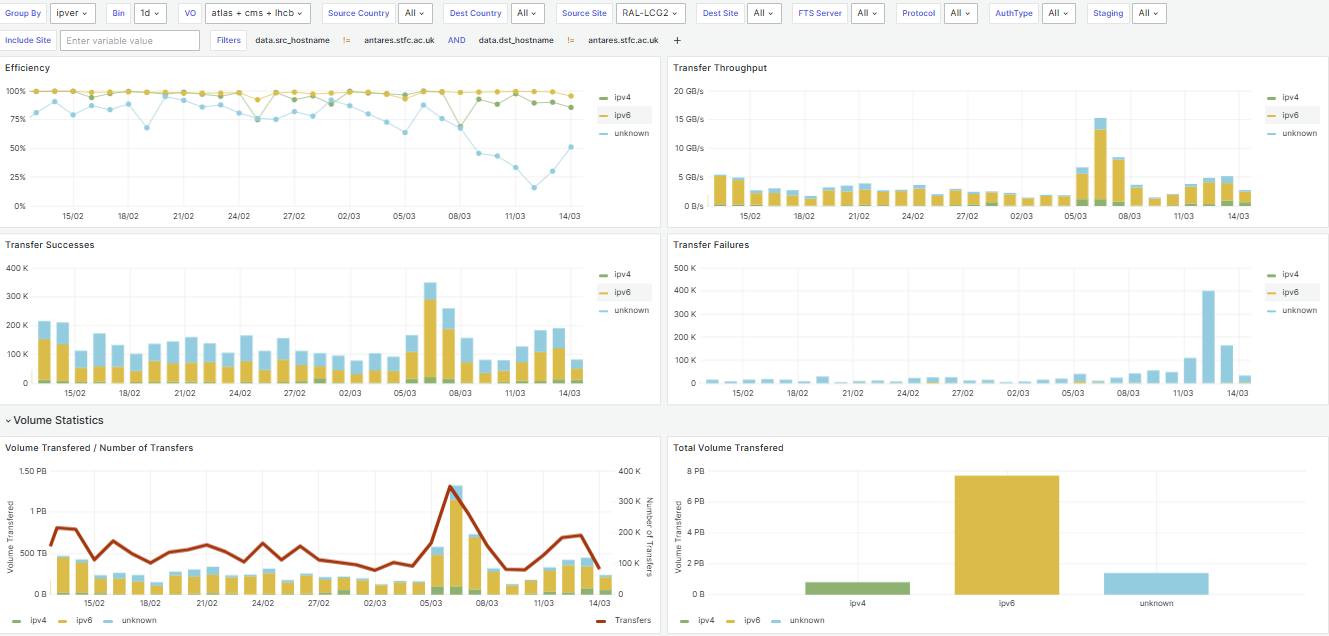 Group By ipver Bin 1d VO atlas + cms + lhcb Source Country All Dest Country All Source Site RAL-LCG2 Dest Site All FTS Server All Protocol All AuthType All Staging All
Include Site Enter variable value Filters data.src_hostname != antares.stfc.ac.uk AND data.dst_hostname != antares.stfc.ac.uk +
Efficiency
100%
75%
50%
25%
0%
15/02 18/02 21/02 24/02 27/02 02/03 05/03 08/03 11/03 14/03
ipv4
ipv6
unknown
Transfer Throughput
20 GB/s
15 GB/s
10 GB/s
5 GB/s
0 B/s
15/02 18/02 21/02 24/02 27/02 02/03 05/03 08/03 11/03 14/03
ipv4
ipv6
unknown
Transfer Successes
400 K
300 K
200 K
100 K
0
15/02 18/02 21/02 24/02 27/02 02/03 05/03 08/03 11/03 14/03
ipv4
ipv6
unknown
Transfer Failures
500 K
400 K
300 K
200 K
100 K
0
15/02 18/02 21/02 24/02 27/02 02/03 05/03 08/03 11/03 14/03
ipv4
ipv6
unknown
Volume Statistics
Volume Transfered / Number of Transfers
Volume Transfered
1.50 PB
1 PB
500 TB
0 B
400 K
300 K
200 K
100 K
0
Number of Transfers
15/02 18/02 21/02 24/02 27/02 02/03 05/03 08/03 11/03 14/03
ipv4 ipv6 unknown Transfers
Total Volume Transfered
Volume Transfered
8 PB
6 PB
4 PB
2 PB
0 B
ipv4 ipv6 unknown
ipv4 ipv6 unknown